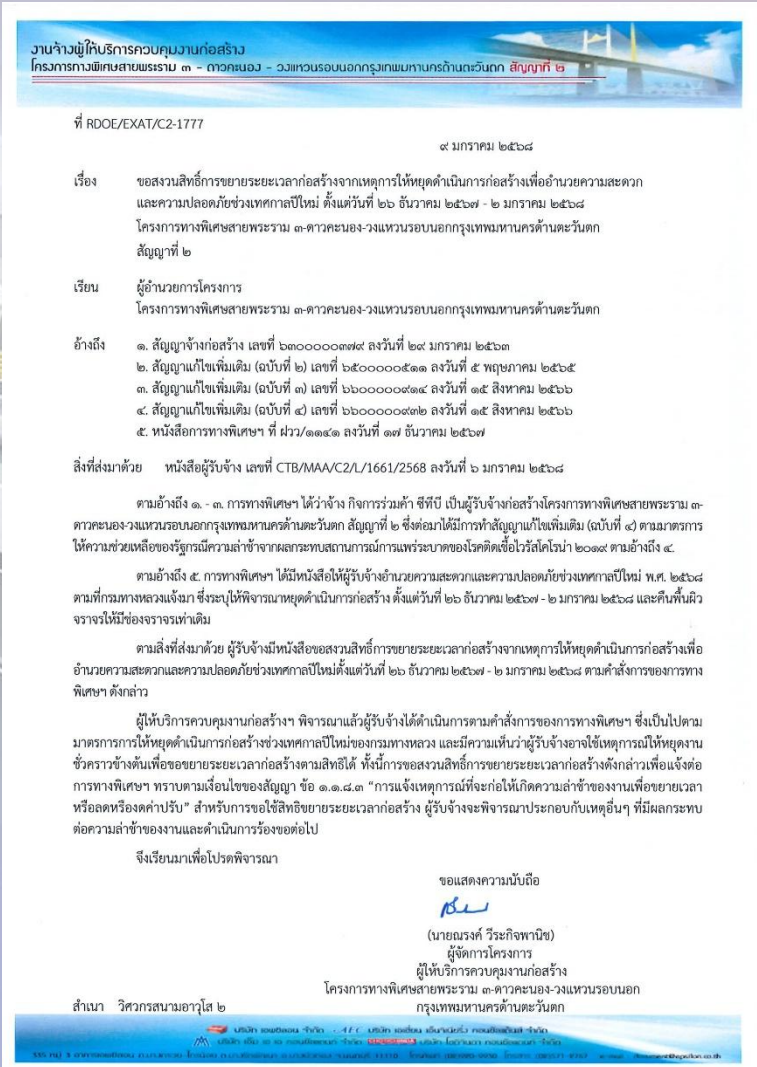 งานจ้างผู้ให้บริการควบคุมงานก่อสร้าง
โครงการทางพิเศษสายพระราม ๓ - ดาวคะนอง - วงแหวนรอบนอกกรุงเทพมหานครด้านตะวันตก สัญญาที่ ๒
ที่ RDOE/EXAT/C2-1777
๙ มกราคม ๒๕๖๘
เรื่อง ขอสงวนสิทธิ์การขยายระยะเวลาก่อสร้างจากเหตุการให้หยุดดำเนินการก่อสร้างเพื่ออำนวยความสะดวก
และความปลอดภัยช่วงเทศกาลปีใหม่ ตั้งแต่วันที่ ๒๖ ธันวาคม ๒๕๖๗ - ๒ มกราคม ๒๕๖๘
โครงการทางพิเศษสายพระราม ๓-ดาวคะนอง-วงแหวนรอบนอกกรุงเทพมหานครด้านตะวันตก
สัญญาที่ ๒
เรียน ผู้อำนวยการโครงการ
โครงการทางพิเศษสายพระราม ๓-ดาวคะนอง-วงแหวนรอบนอกกรุงเทพมหานครด้านตะวันตก
อ้างถึง ๑. สัญญาจ้างก่อสร้าง เลขที่ ๖๓๐๐๐๐๐๓๗๙ ลงวันที่ ๒๙ มกราคม ๒๕๖๓
๒. สัญญาแก้ไขเพิ่มเติม (ฉบับที่ ๒) เลขที่ ๖๕๐๐๐๐๐๕๑๑ ลงวันที่ ๕ พฤษภาคม ๒๕๖๕
๓. สัญญาแก้ไขเพิ่มเติม (ฉบับที่ ๓) เลขที่ ๖๖๐๐๐๐๐๙๑๔ ลงวันที่ ๑๕ สิงหาคม ๒๕๖๖
๔. สัญญาแก้ไขเพิ่มเติม (ฉบับที่ ๔) เลขที่ ๖๖๐๐๐๐๐๙๓๒ ลงวันที่ ๑๕ สิงหาคม ๒๕๖๖
๕. หนังสือการทางพิเศษฯ ที่ ฝวว/๑๑๔๑ ลงวันที่ ๑๗ ธันวาคม ๒๕๖๗
สิ่งที่ส่งมาด้วย หนังสือผู้รับจ้าง เลขที่ CTB/MAA/C2/L/1661/2568 ลงวันที่ ๖ มกราคม ๒๕๖๘
ตามอ้างถึง ๑. - ๓. การทางพิเศษฯ ได้ว่าจ้าง กิจการร่วมค้า ซีทีบี เป็นผู้รับจ้างก่อสร้างโครงการทางพิเศษสายพระราม ๓-
ดาวคะนอง-วงแหวนรอบนอกกรุงเทพมหานครด้านตะวันตก สัญญาที่ ๒ ซึ่งต่อมาได้มีการทำสัญญาแก้ไขเพิ่มเติม (ฉบับที่ ๔) ตามมาตรการ
ให้ความช่วยเหลือของรัฐกรณีความล่าช้าจากผลกระทบสถานการณ์การแพร่ระบาดของโรคติดเชื้อไวรัสโคโรน่า ๒๐๑๙ ตามอ้างถึง ๔.
ตามอ้างถึง ๕. การทางพิเศษฯ ได้มีหนังสือให้ผู้รับจ้างอำนวยความสะดวกและความปลอดภัยช่วงเทศกาลปีใหม่ พ.ศ. ๒๕๖๘
ตามที่กรมทางหลวงแจ้งมา ซึ่งระบุให้พิจารณาหยุดดำเนินการก่อสร้าง ตั้งแต่วันที่ ๒๖ ธันวาคม ๒๕๖๗ - ๒ มกราคม ๒๕๖๘ และคืนพื้นผิว
จราจรให้มีช่องจราจรเท่าเดิม
ตามสิ่งที่ส่งมาด้วย ผู้รับจ้างมีหนังสือขอสงวนสิทธิ์การขยายระยะเวลาก่อสร้างจากเหตุการให้หยุดดำเนินการก่อสร้างเพื่อ
อำนวยความสะดวกและความปลอดภัยช่วงเทศกาลปีใหม่ตั้งแต่วันที่ ๒๖ ธันวาคม ๒๕๖๗ - ๒ มกราคม ๒๕๖๘ ตามคำสั่งการของการทาง
พิเศษฯ ดังกล่าว
ผู้ให้บริการควบคุมงานก่อสร้างฯ พิจารณาแล้วผู้รับจ้างได้ดำเนินการตามคำสั่งการของการทางพิเศษฯ ซึ่งเป็นไปตาม
มาตรการการให้หยุดดำเนินการก่อสร้างช่วงเทศกาลปีใหม่ของกรมทางหลวง และมีความเห็นว่าผู้รับจ้างอาจใช้เหตุการณ์ให้หยุดงาน
ชั่วคราวข้างต้นเพื่อขอขยายระยะเวลาก่อสร้างตามสิทธิได้ ทั้งนี้การขอสงวนสิทธิ์การขยายระยะเวลาก่อสร้างดังกล่าวเพื่อแจ้งต่อ
การทางพิเศษฯ ทราบตามเงื่อนไขของสัญญา ข้อ ๑.๑.๘.๓ “การแจ้งเหตุการณ์ที่จะก่อให้เกิดความล่าช้าของงานเพื่อขยายเวลา
หรือลดหรืองดค่าปรับ” สำหรับการขอใช้สิทธิขยายระยะเวลาก่อสร้าง ผู้รับจ้างจะพิจารณาประกอบกับเหตุอื่นๆ ที่มีผลกระทบ
ต่อความล่าช้าของงานและดำเนินการร้องขอต่อไป
จึงเรียนมาเพื่อโปรดพิจารณา
ขอแสดงความนับถือ
(นายณรงค์ วีระกิจพานิช)
ผู้จัดการโครงการ
ผู้ให้บริการควบคุมงานก่อสร้าง
โครงการทางพิเศษสายพระราม ๓-ดาวคะนอง-วงแหวนรอบนอก
สำเนา วิศวกรสนามอาวุโส ๒ กรุงเทพมหานครด้านตะวันตก
บริษัท เอพซิลอน จำกัด